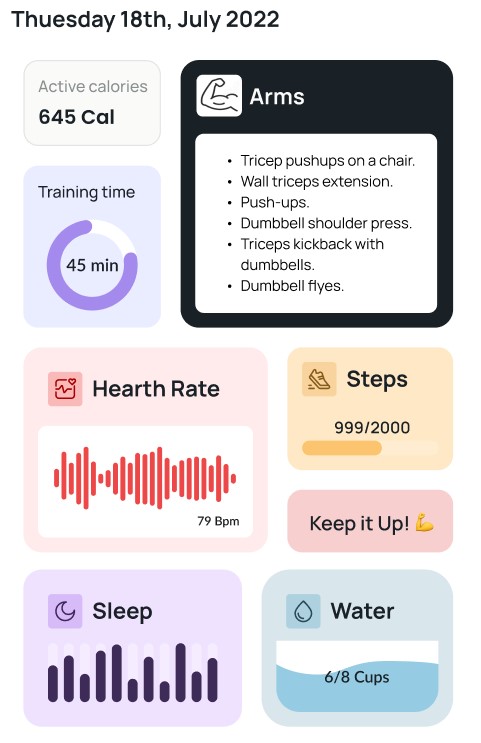 Thuesday 18th, July 2022
Active calories
645 Cal
Training time
45 min
Arms
• Tricep pushups on a chair.
• Wall triceps extension.
• Push-ups.
• Dumbbell shoulder press.
• Triceps kickback with
dumbbells.
• Dumbbell flyes.
Hearth Rate
79 Bpm
Steps
999/2000
Keep it Up! 💪
Sleep
Water
6/8 Cups